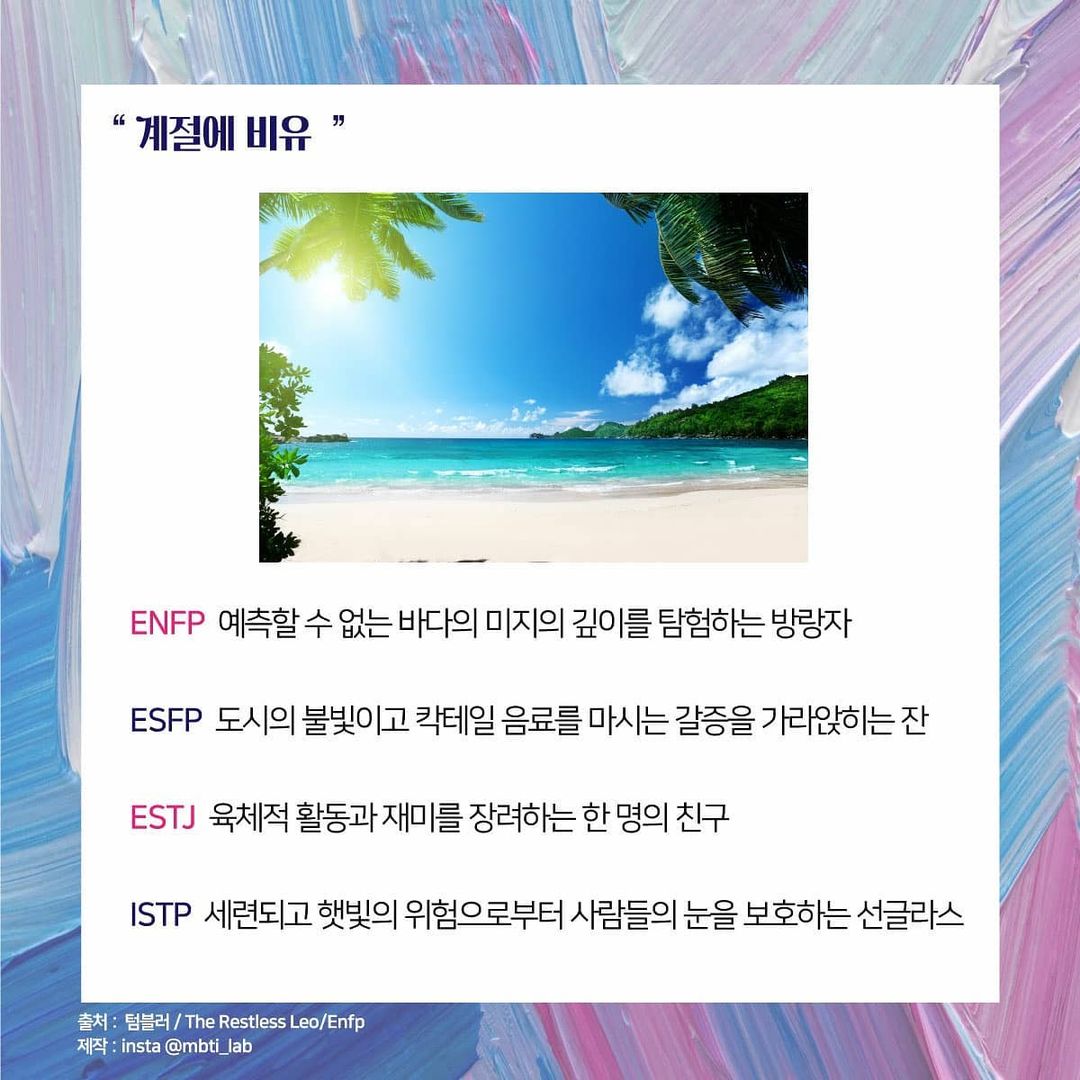 “ 계절에 비유 ”
ENFP 예측할 수 없는 바다의 미지의 깊이를 탐험하는 방랑자
ESFP 도시의 불빛이고 칵테일 음료를 마시는 갈증을 가라앉히는 잔
ESTJ 육체적 활동과 재미를 장려하는 한 명의 친구
ISTP 세련되고 햇빛의 위험으로부터 사람들의 눈을 보호하는 선글라스
출처 : 텀블러 / The Restless Leo/Enfp
제작 : insta @mbti_lab